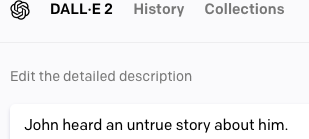 DALL·E 2 History Collections
Edit the detailed description
John heard an untrue story about him.